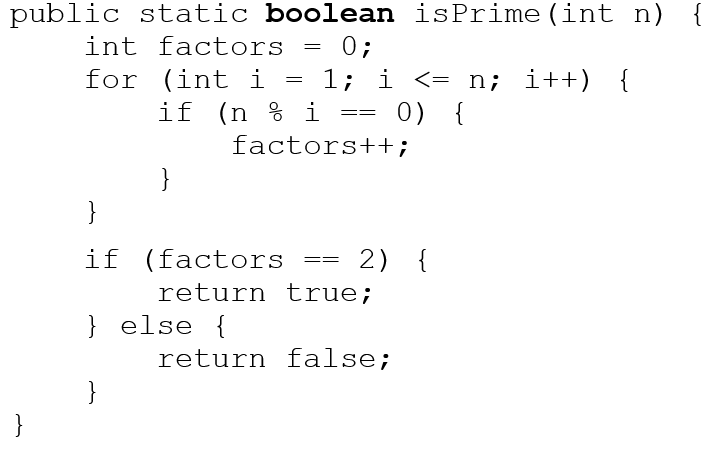 public static boolean isPrime(int n) {
    int factors = 0;
    for (int i = 1; i <= n; i++) {
        if (n % i == 0) {
            factors++;
        }
    }
    if (factors == 2) {
        return true;
    } else {
        return false;
    }
}